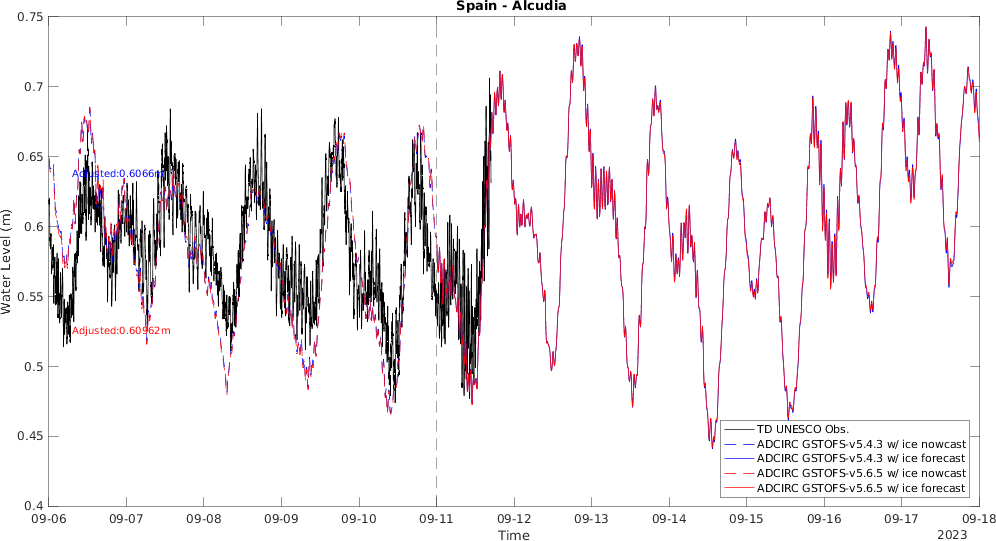 Spain - Alcudia
0.75
0.7
0.65
0.6
0.55
0.5
0.45
0.4
Water Level (m)
Adjusted:0.6066m
Adjusted:0.60962m
TD UNESCO Obs.
ADCIRC GSTOFS-v5.4.3 w/ ice nowcast
ADCIRC GSTOFS-v5.4.3 w/ ice forecast
ADCIRC GSTOFS-v5.6.5 w/ ice nowcast
ADCIRC GSTOFS-v5.6.5 w/ ice forecast
09-06 09-07 09-08 09-09 09-10 09-11 09-12 09-13 09-14 09-15 09-16 09-17 09-18
Time
2023